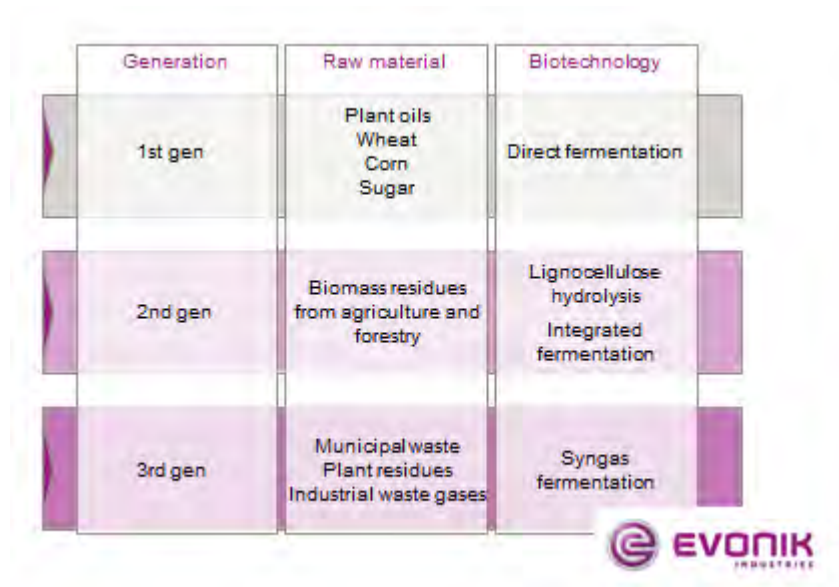 Generation
Raw material
Biotechnology
1st gen
Plant oils
Wheat
Corn
Sugar
Direct fermentation
2nd gen
Biomass residues
from agriculture and
forestry
Lignocellulose
hydrolysis
Integrated
fermentation
3rd gen
Municipal waste
Plant residues
Industrial waste gases
Syngas
fermentation
EVONIK
INDUSTRIES